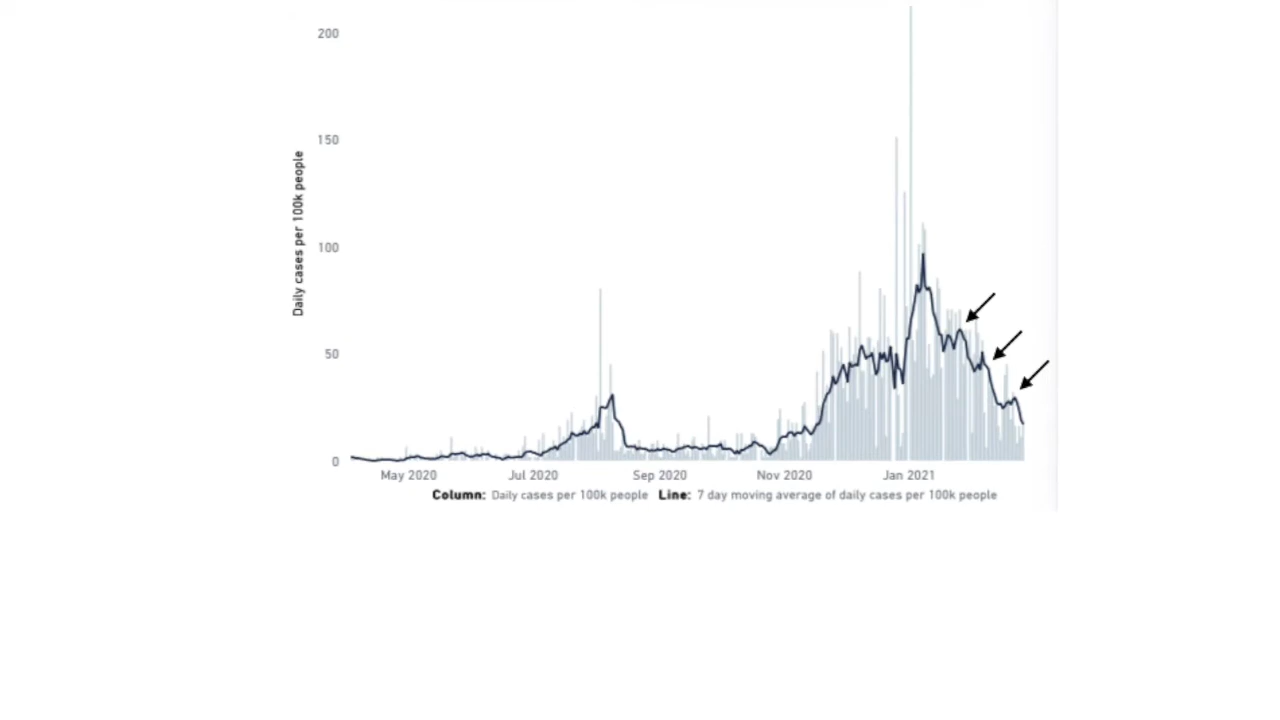 200
150
100
50
0
Daily cases per 100k people
May 2020 Jul 2020 Sep 2020 Nov 2020 Jan 2021
Column: Daily cases per 100k people Line: 7 day moving average of daily cases per 100k people